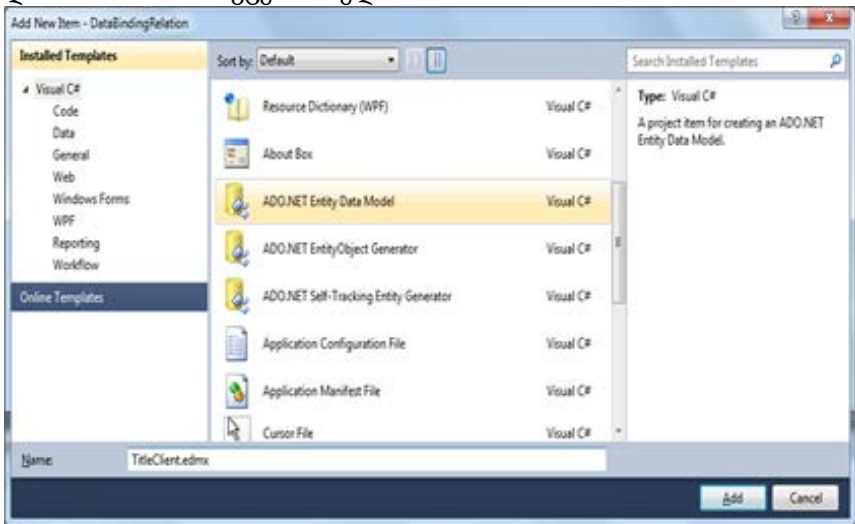 Add New Item - DataBindingRelation
Installed Templates
Sort by: Default
Search Installed Templates
Visual C#
Code
Data
General
Web
Windows Forms
WPF
Reporting
Workflow
Online Templates
Resource Dictionary (WPF) Visual C#
About Box Visual C#
ADO.NET Entity Data Model Visual C#
ADO.NET EntityObject Generator Visual C#
ADO.NET Self-Tracking Entity Generator Visual C#
Application Configuration File Visual C#
Application Manifest File Visual C#
Cursor File Visual C#
Type: Visual C#
A project item for creating an ADO.NET
Entity Data Model.
Name: TitleClient.edmx
Add Cancel